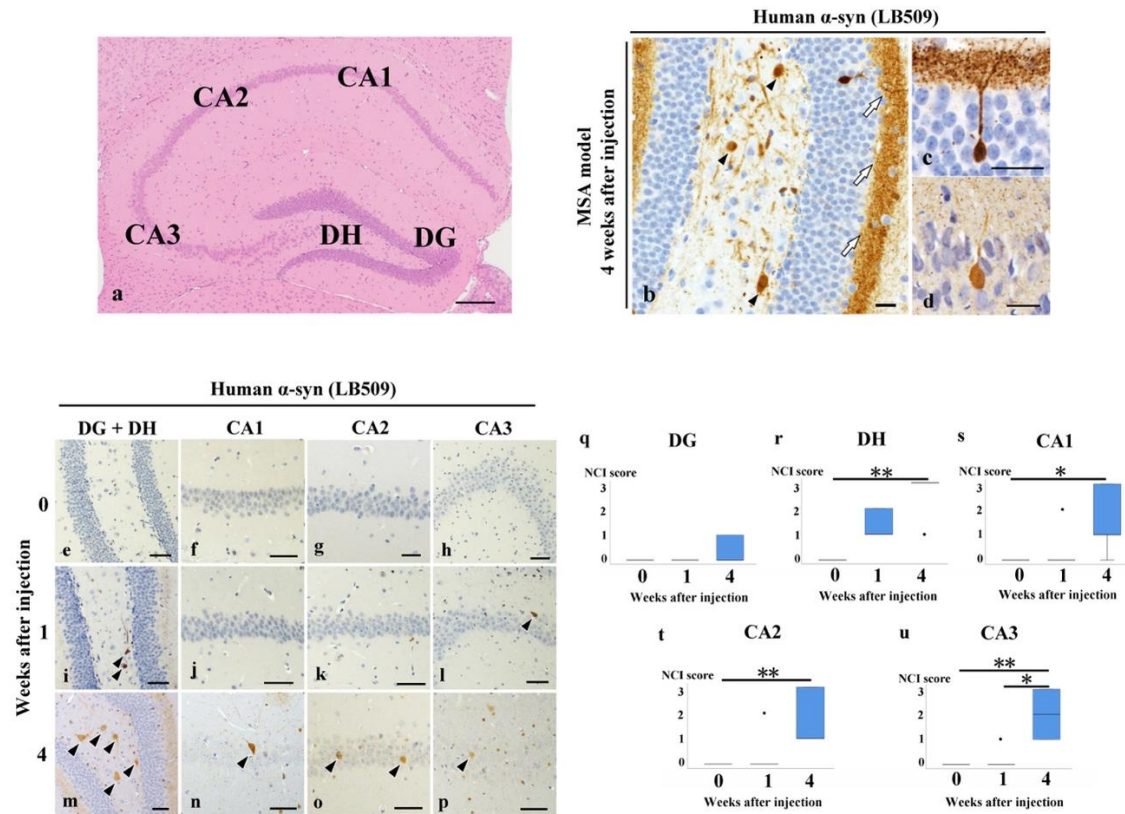 CA1
CA2
CA3
DH
DG
a
Human α-syn (LB509)
MSA model
4 weeks after injection
b
c
d
Human α-syn (LB509)
DG + DH
CA1
CA2
CA3
Weeks after injection
0
e
f
g
h
1
i
j
k
l
4
m
n
o
p
q
DG
NCI score
3
2
1
0
0 1 4
Weeks after injection
r
DH
NCI score
**
3
2
1
0
0 1 4
Weeks after injection
s
CA1
NCI score
*
3
2
1
0
0 1 4
Weeks after injection
t
CA2
NCI score
**
3
2
1
0
0 1 4
Weeks after injection
u
CA3
NCI score
**
*
3
2
1
0
0 1 4
Weeks after injection